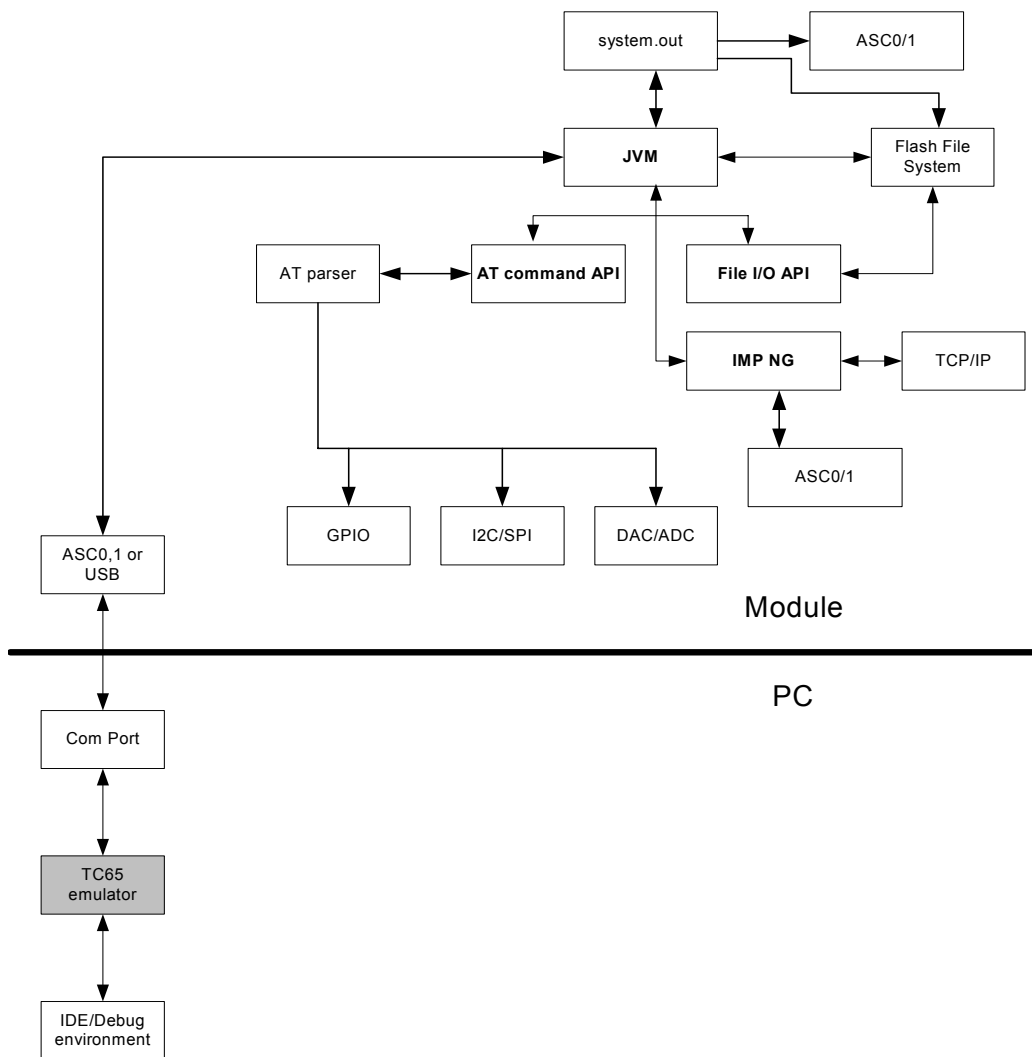 system.out
ASC0/1
JVM
Flash File
System
AT parser
AT command API
File I/O API
IMP NG
TCP/IP
ASC0/1
GPIO
I2C/SPI
DAC/ADC
ASC0,1 or
USB
Module
PC
Com Port
TC65
emulator
IDE/Debug
environment